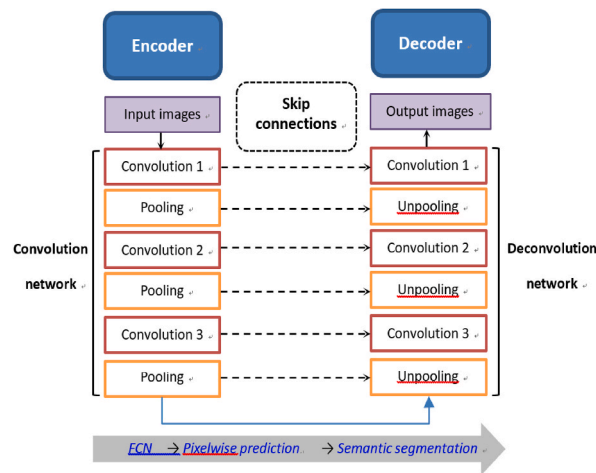 Encoder
Decoder
Input images
Skip
connections
Output images
Convolution 1
Convolution 1
Pooling
Unpooling
Convolution
network
Convolution 2
Convolution 2
Deconvolution
network
Pooling
Unpooling
Convolution 3
Convolution 3
Pooling
Unpooling
FCN → Pixelwise prediction → Semantic segmentation